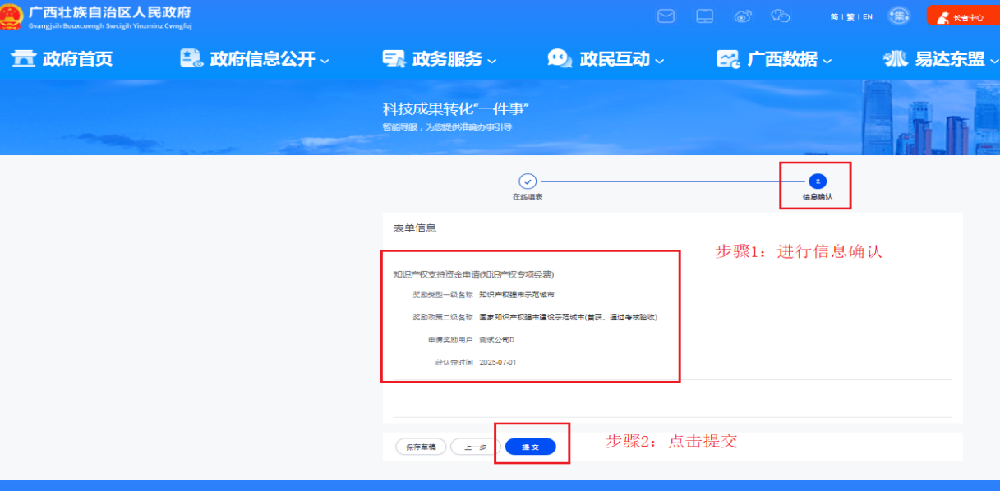 广西壮族自治区人民政府
Gvangjsih Bouxcuengh Swcigih Yinzminz Cwngfuj
简 | 繁 | EN
集
长者中心
政府首页
政府信息公开
政务服务
政民互动
广西数据
易达东盟
科技成果转化“一件事”
智能导服，为您提供准确办事引导
在线填表
2
信息确认
表单信息
步骤1：进行信息确认
知识产权支持资金申请(知识产权专项经费)
奖励类型一级名称 知识产权强市示范城市
奖励政策二级名称 国家知识产权强市建设示范城市(首获、通过考核验收)
申请奖励用户 测试公司D
获认定时间 2025-07-01
保存草稿
上一步
提交
步骤2：点击提交